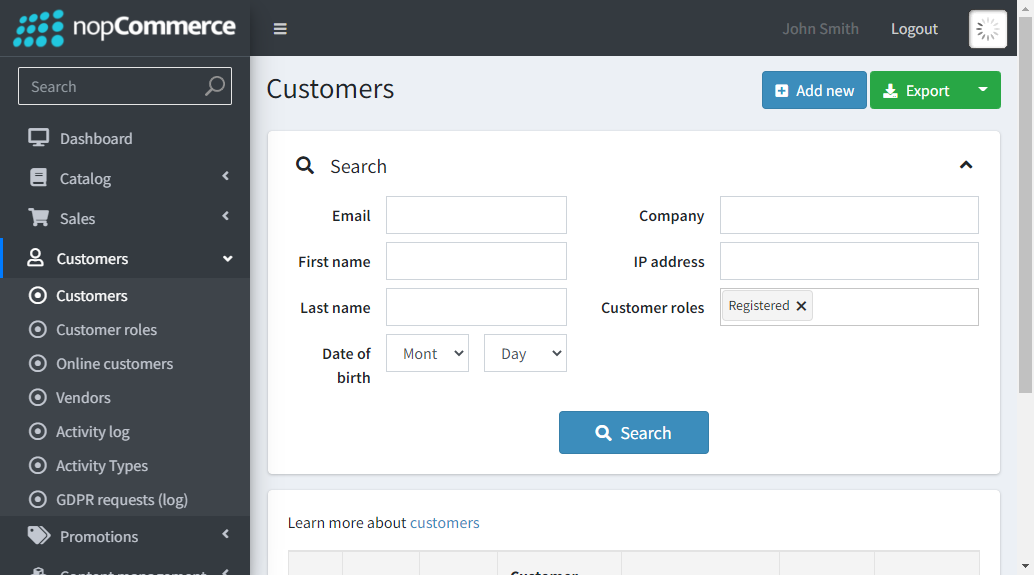 nopCommerce
John Smith
Logout
Search
Customers
Add new
Export
Dashboard
Catalog
Sales
Customers
Customers
Customer roles
Online customers
Vendors
Activity log
Activity Types
GDPR requests (log)
Promotions
Content management
Search
Email
Company
First name
IP address
Last name
Customer roles
Registered
Date of
birth
Mont
Day
Search
Learn more about customers
Customer